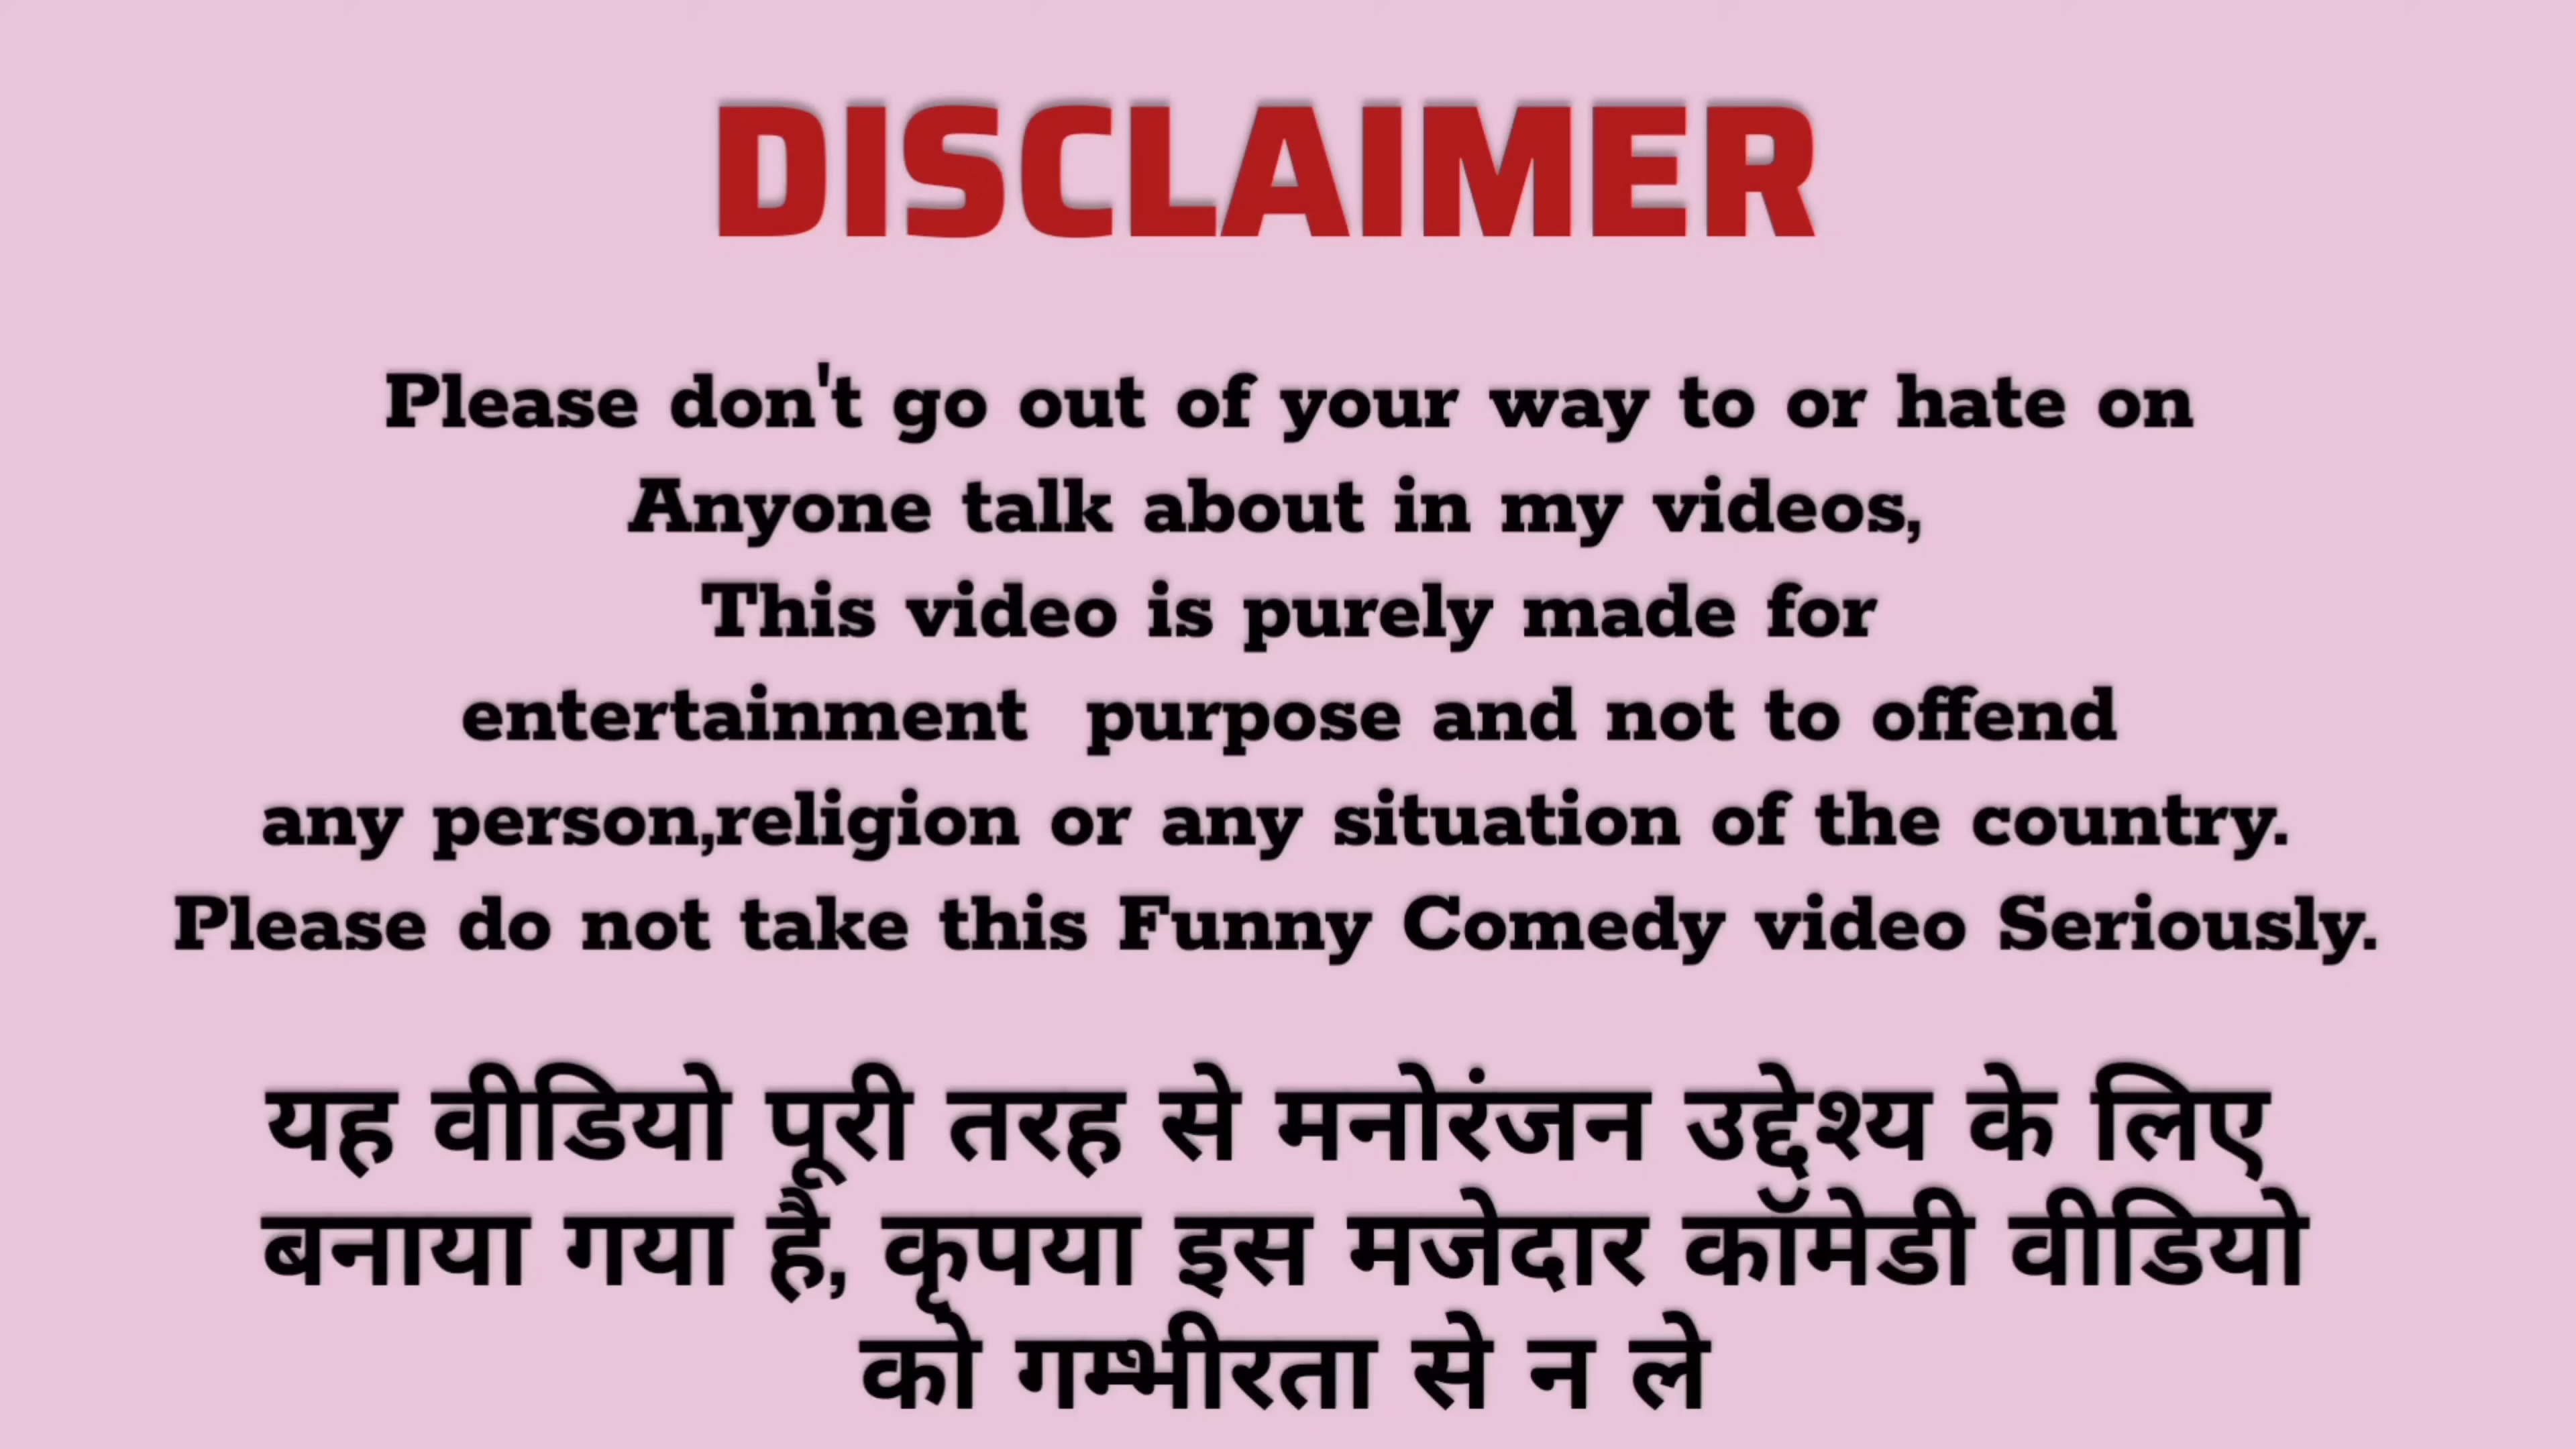 DISCLAIMER
Please don't go out of your way to or hate on
Anyone talk about in my videos,
This video is purely made for
entertainment purpose and not to offend
any person,religion or any situation of the country.
Please do not take this Funny Comedy video Seriously.
यह वीडियो पूरी तरह से मनोरंजन उद्देश्य के लिए
बनाया गया है, कृपया इस मजेदार कॉमेडी वीडियो
को गम्भीरता से न ले